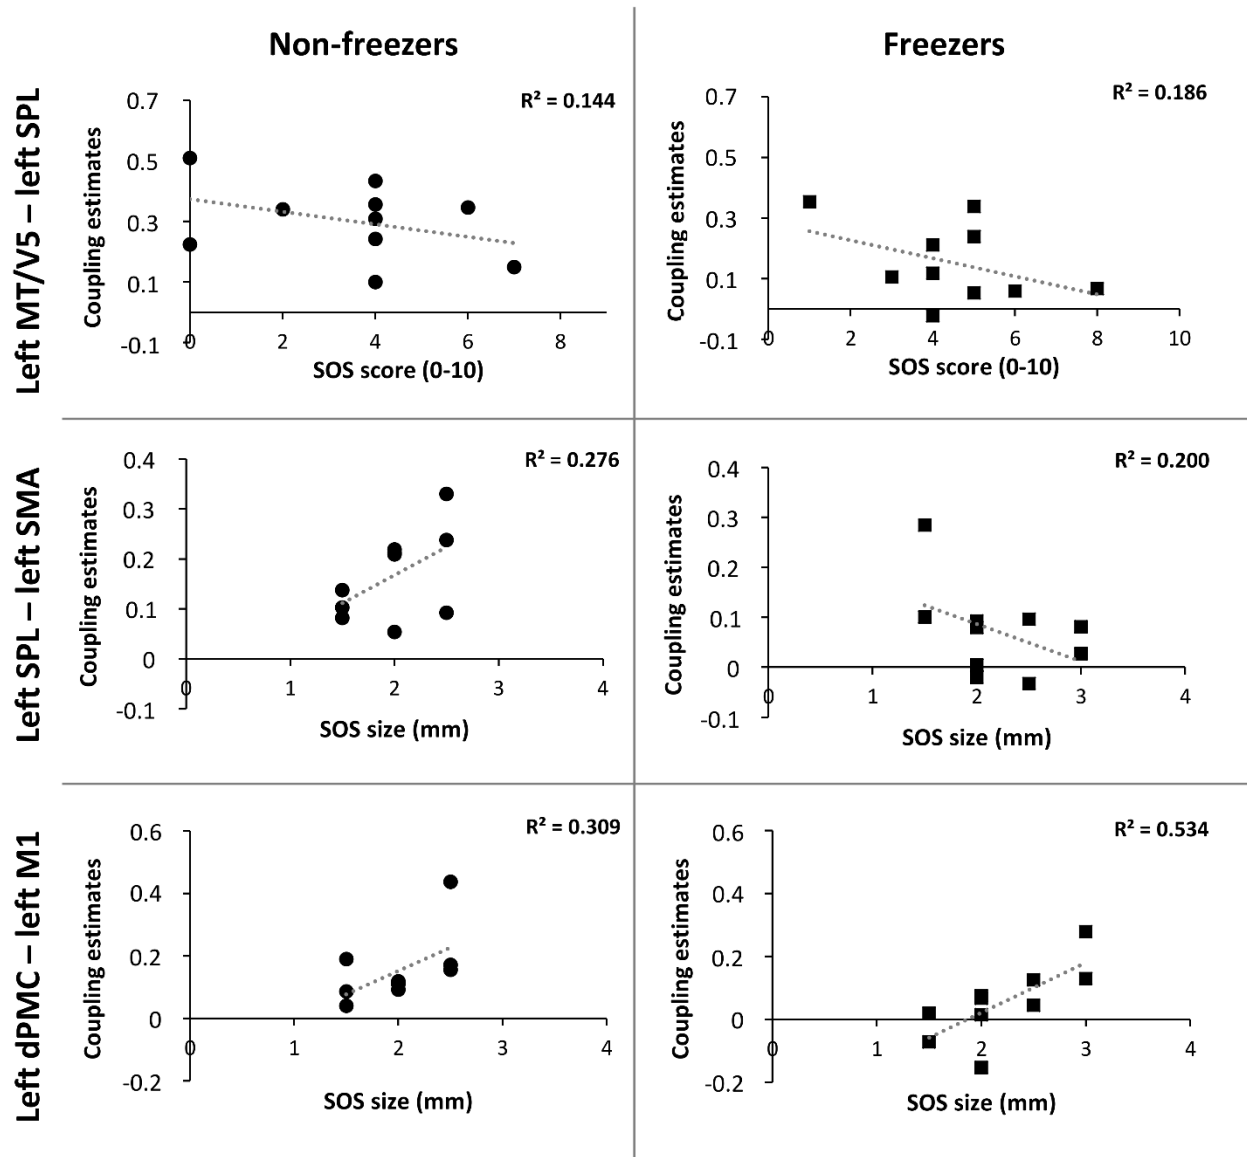 Non-freezers
Freezers
Left MT/V5 – left SPL
R² = 0.144
Coupling estimates
0.7
0.5
0.3
0.1
-0.1
0 2 4 6 8
SOS score (0-10)
R² = 0.186
Coupling estimates
0.7
0.5
0.3
0.1
-0.1
0 2 4 6 8 10
SOS score (0-10)
Left SPL – left SMA
R² = 0.276
Coupling estimates
0.4
0.3
0.2
0.1
0
-0.1
0 1 2 3 4
SOS size (mm)
R² = 0.200
Coupling estimates
0.4
0.3
0.2
0.1
0
-0.1
0 1 2 3 4
SOS size (mm)
Left dPMC – left M1
R² = 0.309
Coupling estimates
0.6
0.4
0.2
0
-0.2
0 1 2 3 4
SOS size (mm)
R² = 0.534
Coupling estimates
0.6
0.4
0.2
0
-0.2
0 1 2 3 4
SOS size (mm)